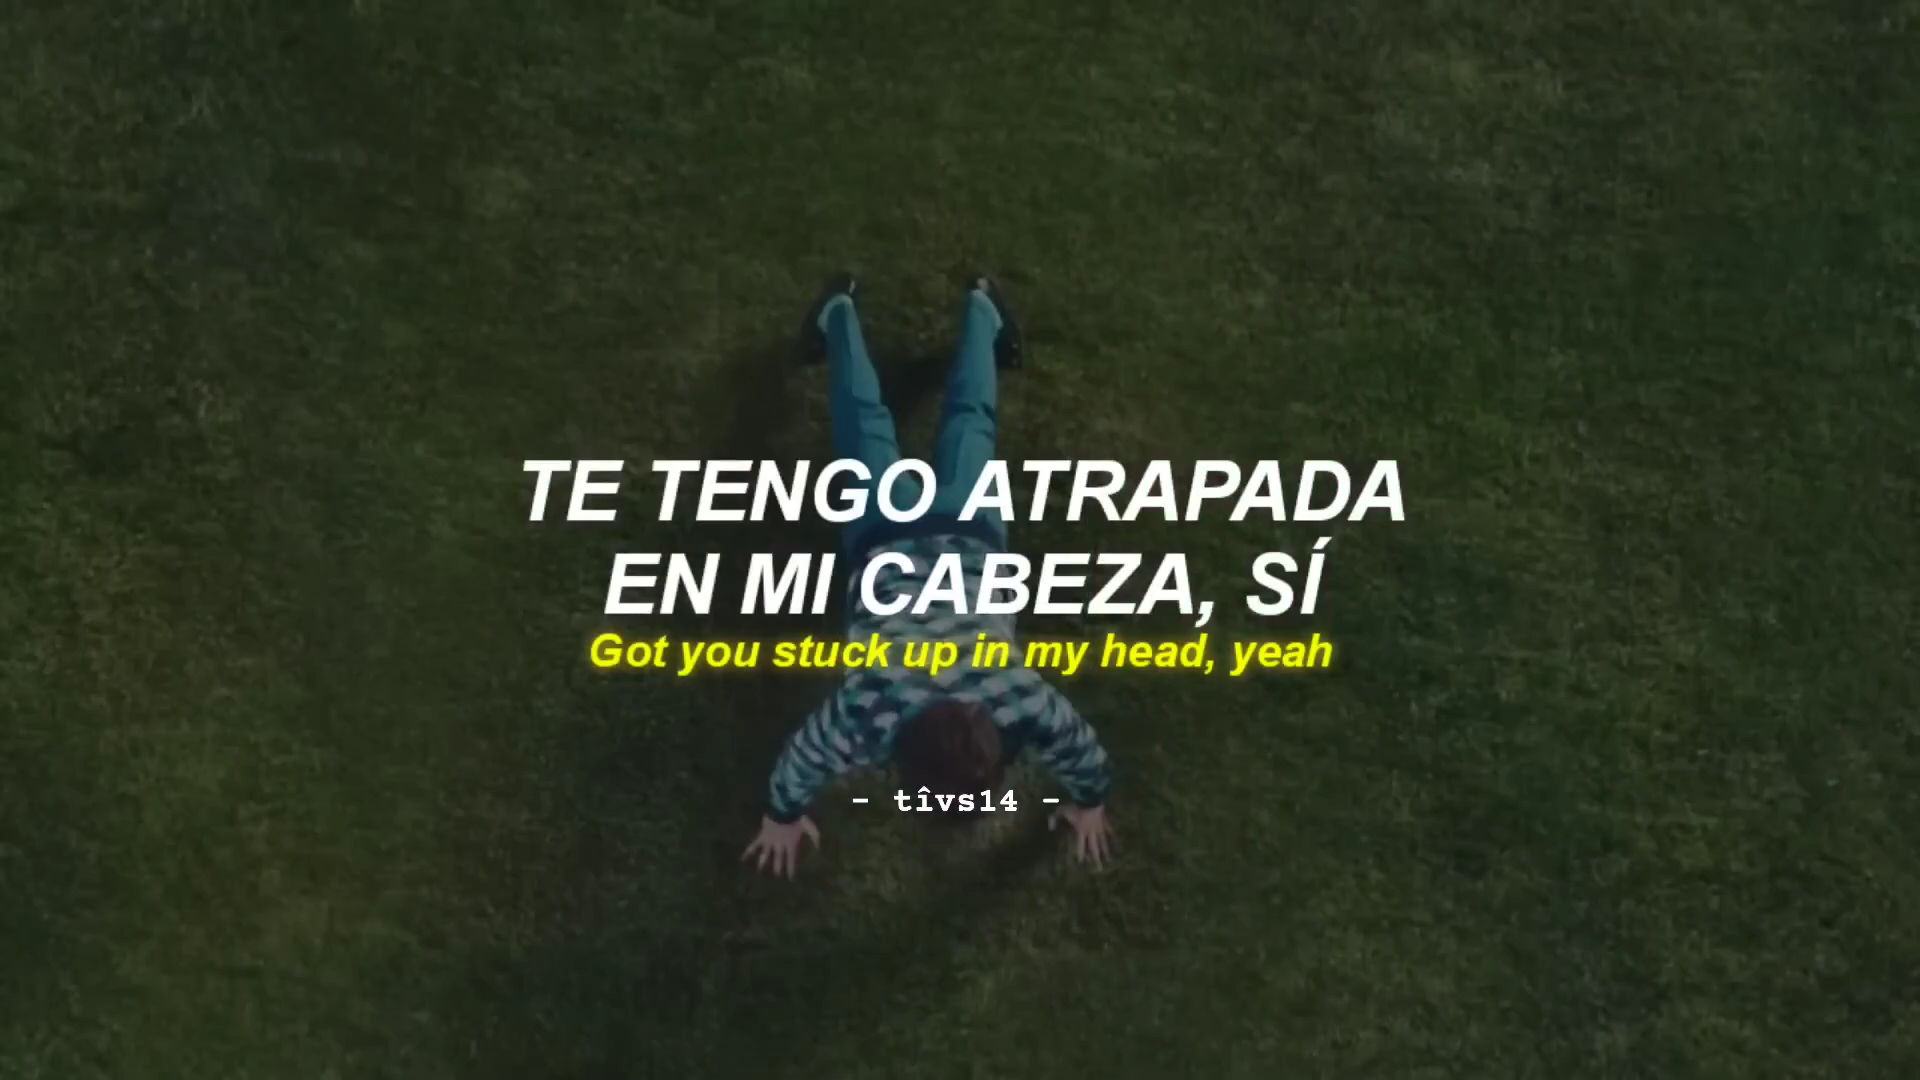 TE TENGO ATRAPADA
EN MI CABEZA, SÍ
Got you stuck up in my head, yeah
- tîvs14 -